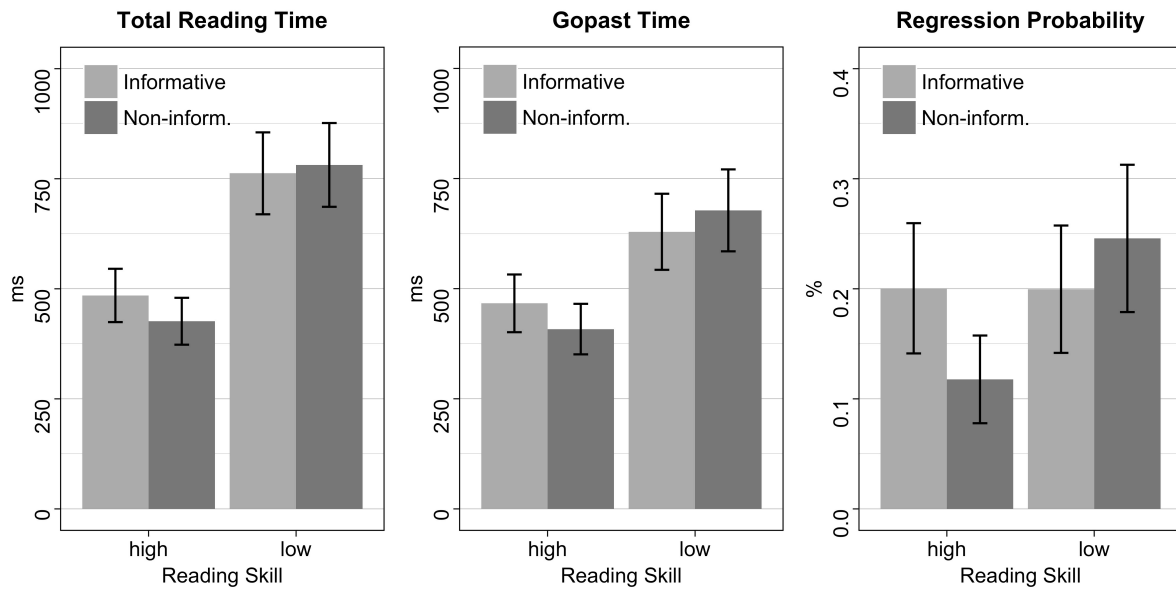 Total Reading Time
1000
750
500
250
0
ms
Informative
Non-inform.
high low
Reading Skill
Gopast Time
1000
750
500
250
0
ms
Informative
Non-inform.
high low
Reading Skill
Regression Probability
0.4
0.3
0.2
0.1
0.0
%
Informative
Non-inform.
high low
Reading Skill